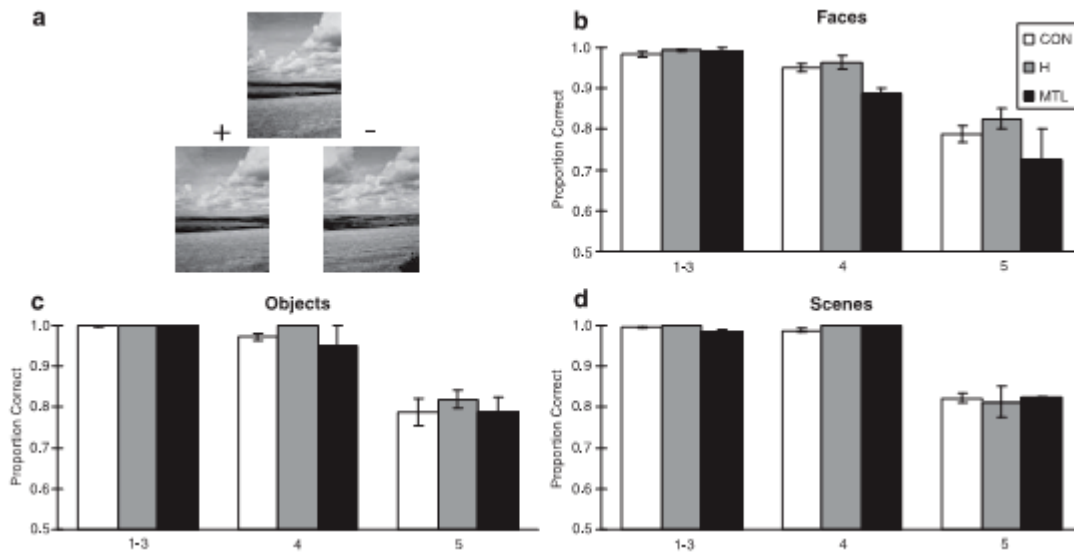 a
+ -
b
Faces
CON
H
MTL
Proportion Correct
1.0
0.9
0.8
0.7
0.6
0.5
1-3 4 5
c
Objects
Proportion Correct
1.0
0.9
0.8
0.7
0.6
0.5
1-3 4 5
d
Scenes
Proportion Correct
1.0
0.9
0.8
0.7
0.6
0.5
1-3 4 5